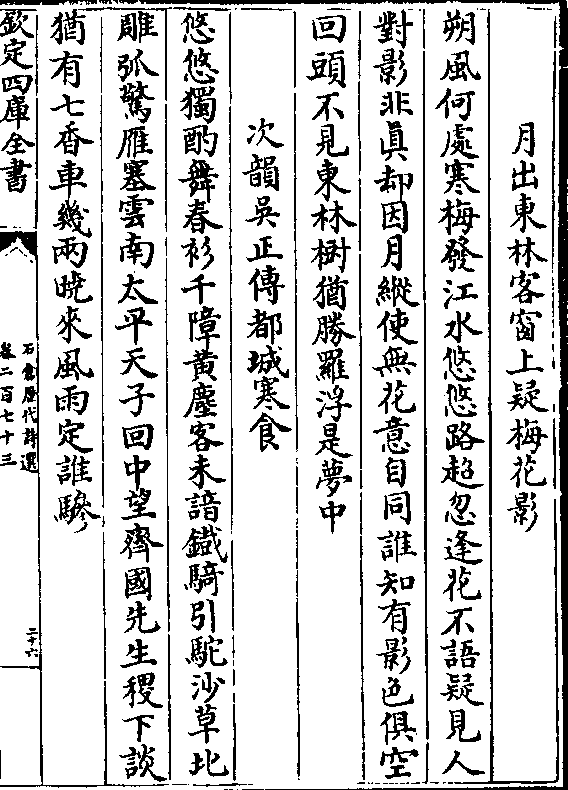 月出東林客窗上疑梅花影
朔風何處寒梅發江水悠悠路超忽逢花不語疑見人
對影非眞却因月縱使無花意自同誰知有影色俱空
回頭不見東林樹猶勝羅浮是夢中
次韻吳正傳都城寒食
悠悠獨酌舞春衫千障黄塵客未諳鐵騎引駝沙草北
雕弧驚雁塞雲南太平天子回中望齊國先生稷下談
猶有七香車幾兩曉來風雨定誰驂
欽定四庫全書
石倉歷代詩選
卷二百七十三
二十六